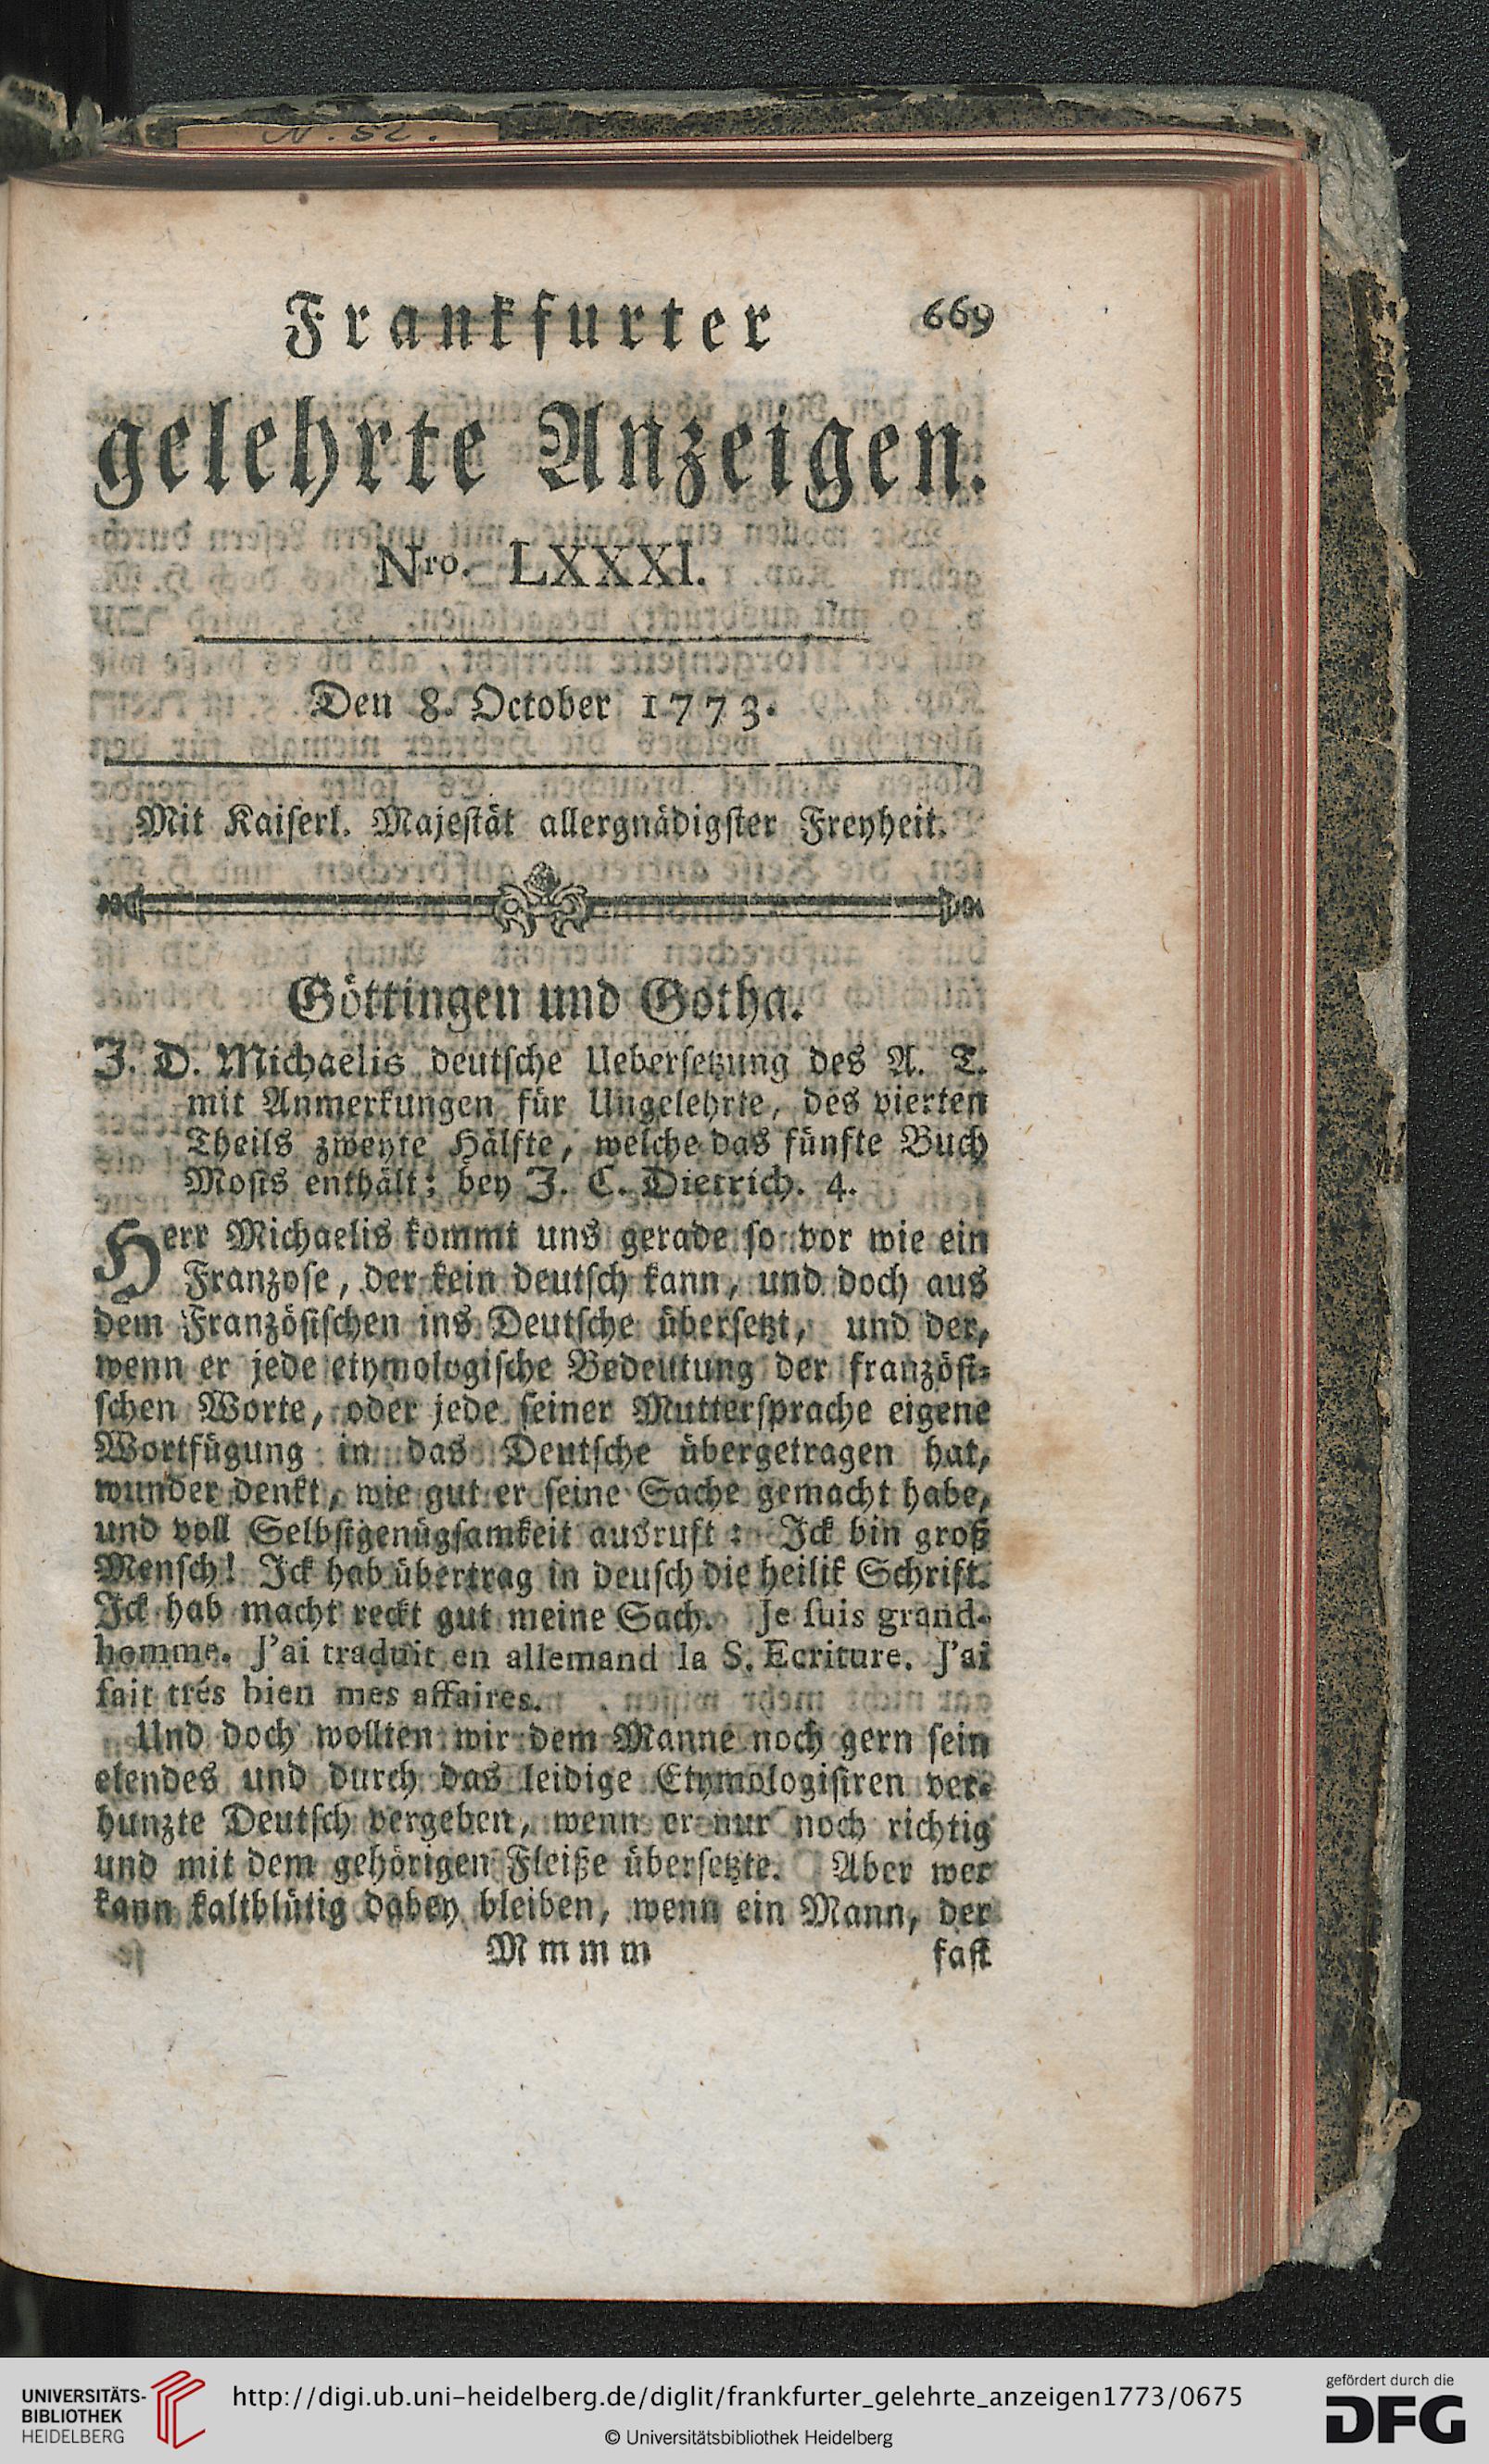 N. 52.
Frankfurter 669
gelehrte Anzeigen.
Nro. LXXXI.
Den 8. October 1773.
Mit Kaiserl. Majestät allergnädigster Freyheit.
Göttingen und Gotha.
J. D. Michaelis deutsche Uebersetzung des A. T.
mit Anmerkungen für Ungelehrte, des vierten
Theils zweyte Hälfte, welche das fünfte Buch
Mosis enthält; bey J. C. Dietrich. 4.
Herr Michaelis kommt uns gerade so vor wie ein
Franzose, der kein deutsch kann, und doch aus
dem Französischen ins Deutsche übersetzt, und der,
wenn er jede etymologische Bedeutung der französi-
schen Worte, oder jede seiner Muttersprache eigene
Wortfügung in das Deutsche übergetragen hat,
wunder denkt, wie gut er seine Sache gemacht habe,
und voll Selbstgenügsamkeit ausruft: Ick bin groß
Mensch! Ick hab übertrag in deusch die heilik Schrift.
Ick hab macht reckt gut meine Sach. Je suis grand-
homme. J'ai traduit en allemand la S. Ecriture. J'ai
fait trés bien mes affaires.
Und doch wollten wir dem Manne noch gern sein
elendes und durch das leidige Etymologisiren ver-
hunzte Deutsch vergeben, wenn er nur noch richtig
und mit dem gehörigen Fleiße übersetzte. Aber wer
kann kaltblütig dabey bleiben, wenn ein Mann, der
Mmmm fast
UNIVERSITÄTS-
BIBLIOTHEK
HEIDELBERG
http://digi.ub.uni-heidelberg.de/diglit/frankfurter_gelehrte_anzeigen1773/0675
© Universitätsbibliothek Heidelberg
gefördert durch die
DFG